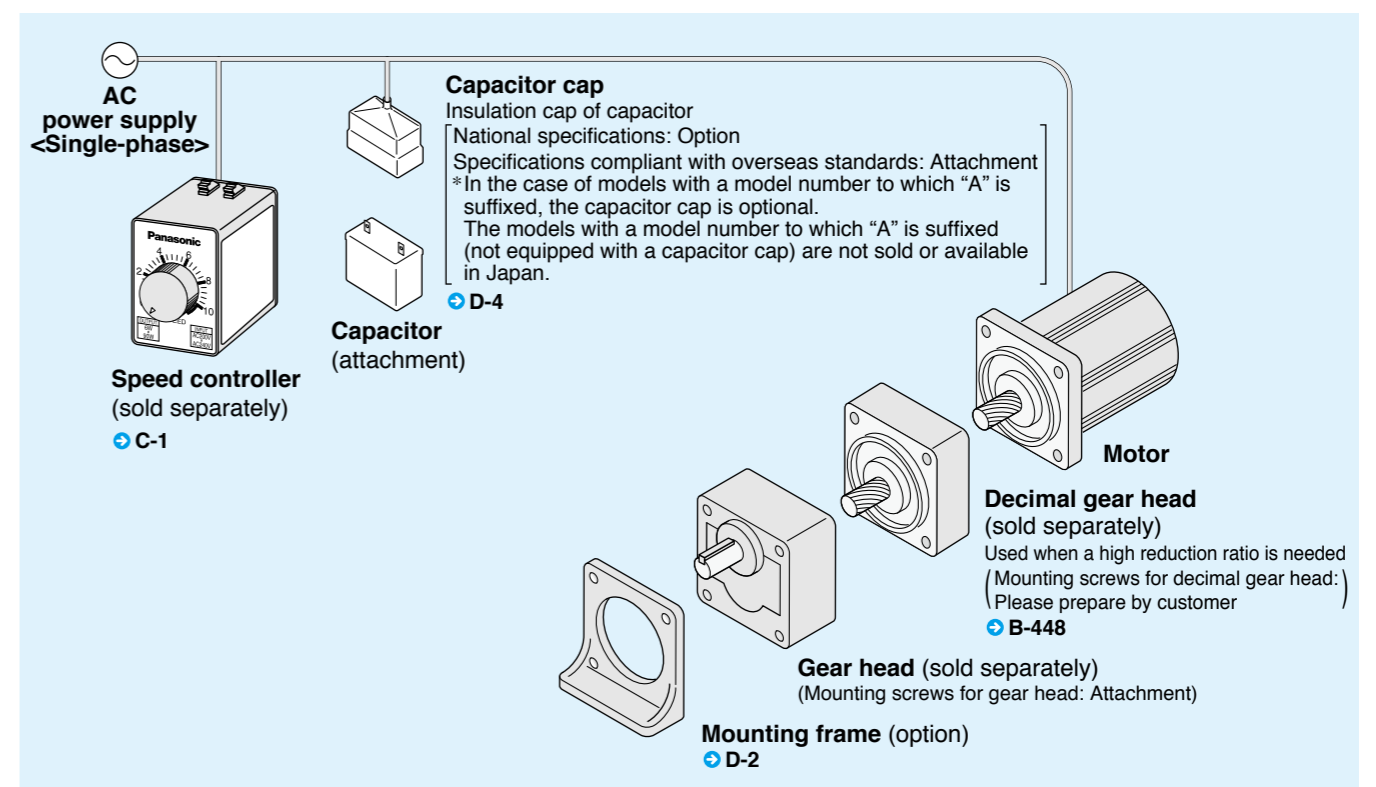 AC
power supply
<Single-phase>
Capacitor cap
Insulation cap of capacitor
National specifications: Option
Specifications compliant with overseas standards: Attachment
*In the case of models with a model number to which “A” is
suffixed, the capacitor cap is optional.
The models with a model number to which “A” is suffixed
(not equipped with a capacitor cap) are not sold or available
in Japan.
D-4
Panasonic
2 4 6 8 10
Capacitor
(attachment)
Speed controller
(sold separately)
C-1
Motor
Decimal gear head
(sold separately)
Used when a high reduction ratio is needed
(Mounting screws for decimal gear head:
Please prepare by customer)
B-448
Gear head (sold separately)
(Mounting screws for gear head: Attachment)
Mounting frame (option)
D-2